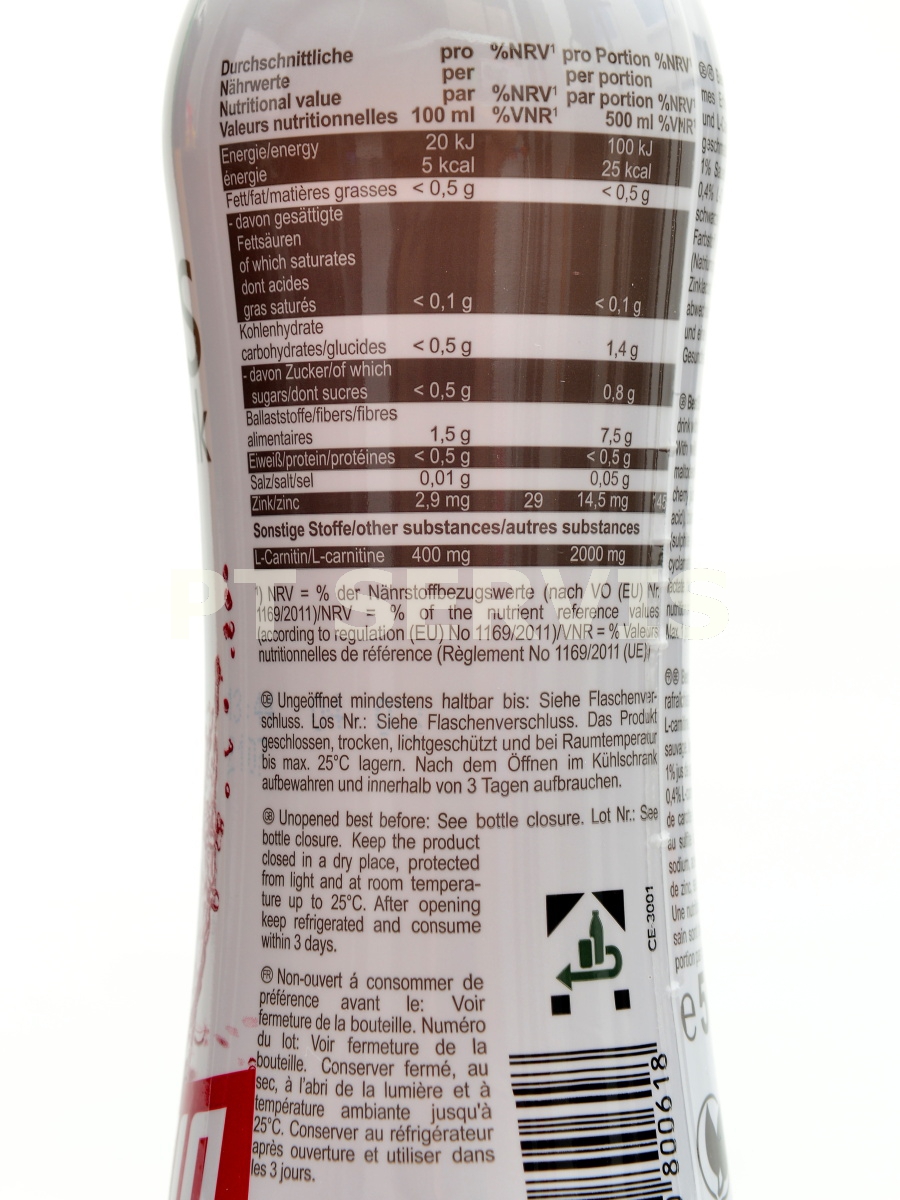 Durchschnittliche pro %NRV¹ pro Portion %NRV¹
Nährwerte per per portion
Nutritional value par %NRV¹ par portion %NRV¹
Valeurs nutritionnelles 100 ml %VNR¹ 500 ml %VNR¹
Energie/energy 20 kJ 100 kJ
énergie 5 kcal 25 kcal
Fett/fat/matières grasses < 0,5 g < 0,5 g
- davon gesättigte
Fettsäuren
of which saturates
dont acides
gras saturés < 0,1 g < 0,1 g
Kohlenhydrate
carbohydrates/glucides < 0,5 g 1,4 g
- davon Zucker/of which
sugars/dont sucres < 0,5 g 0,8 g
Ballaststoffe/fibers/fibres
alimentaires 1,5 g 7,5 g
Eiweiß/protein/protéines < 0,5 g < 0,5 g
Salz/salt/sel 0,01 g 0,05 g
Zink/zinc 2,9 mg 29 14,5 mg 145
Sonstige Stoffe/other substances/autres substances
L-Carnitin/L-carnitine 400 mg 2000 mg
PT SERVIS
¹) NRV = % der Nährstoffbezugswerte (nach VO (EU) Nr.
1169/2011)/NRV = % of the nutrient reference values
(according to regulation (EU) No 1169/2011)/VNR = % Valeurs
nutritionnelles de référence (Règlement No 1169/2011 (UE))
DE Ungeöffnet mindestens haltbar bis: Siehe Flaschenver-
schluss. Los Nr.: Siehe Flaschenverschluss. Das Produkt
geschlossen, trocken, lichtgeschützt und bei Raumtemperatur
bis max. 25°C lagern. Nach dem Öffnen im Kühlschrank
aufbewahren und innerhalb von 3 Tagen aufbrauchen.
GB Unopened best before: See bottle closure. Lot Nr.: See
bottle closure. Keep the product
closed in a dry place, protected
from light and at room tempera-
ture up to 25°C. After opening
keep refrigerated and consume
within 3 days.
CE-3001
FR Non-ouvert á consommer de
préférence avant le: Voir
fermeture de la bouteille. Numéro
du lot: Voir fermeture de la
bouteille. Conserver fermé, au
sec, à l'abri de la lumière et à
température ambiante jusqu'à
25°C. Conserver au réfrigérateur
après ouverture et utiliser dans
les 3 jours.
800618
e5